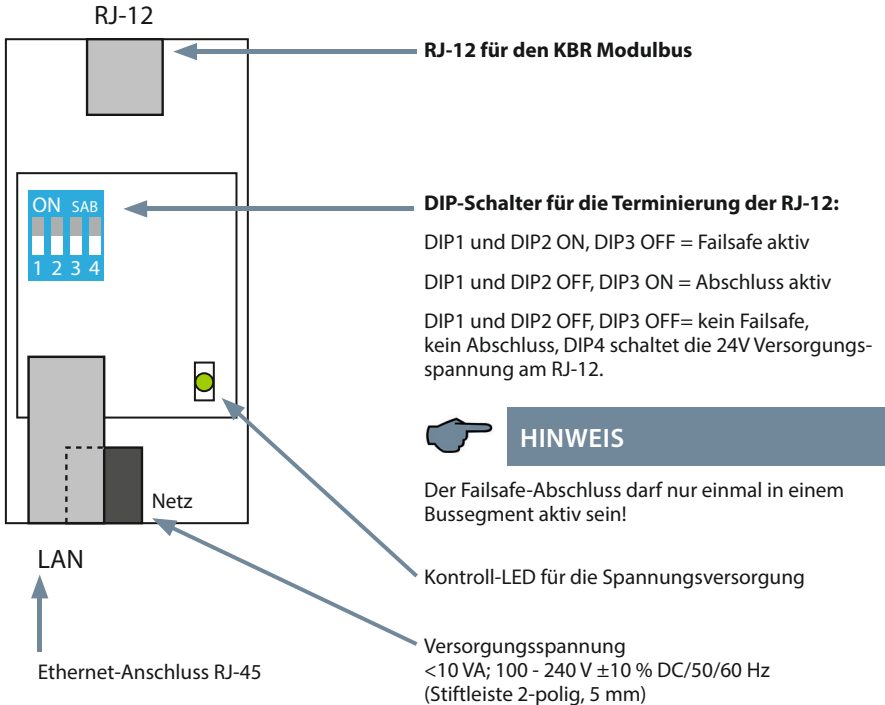 RJ-12
RJ-12 für den KBR Modulbus
ON SAB
1 2 3 4
DIP-Schalter für die Terminierung der RJ-12:
DIP1 und DIP2 ON, DIP3 OFF = Failsafe aktiv
DIP1 und DIP2 OFF, DIP3 ON = Abschluss aktiv
DIP1 und DIP2 OFF, DIP3 OFF= kein Failsafe,
kein Abschluss, DIP4 schaltet die 24V Versorgungs-
spannung am RJ-12.
HINWEIS
Der Failsafe-Abschluss darf nur einmal in einem
Bussegment aktiv sein!
Netz
LAN
Kontroll-LED für die Spannungsversorgung
Ethernet-Anschluss RJ-45
Versorgungsspannung
<10 VA; 100 - 240 V ±10 % DC/50/60 Hz
(Stiftleiste 2-polig, 5 mm)